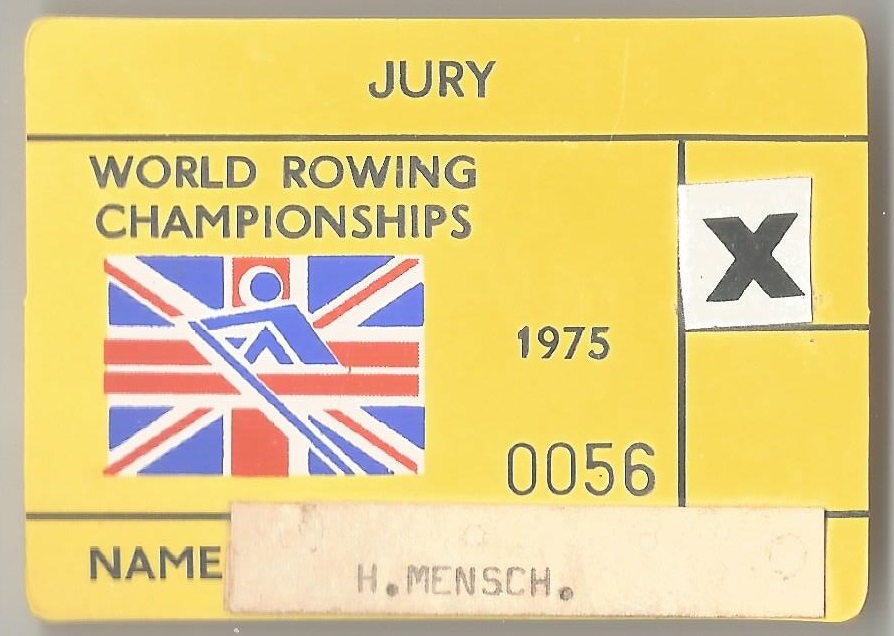 JURY
WORLD ROWING
CHAMPIONSHIPS
X
1975
0056
NAME
H.MENSCH.